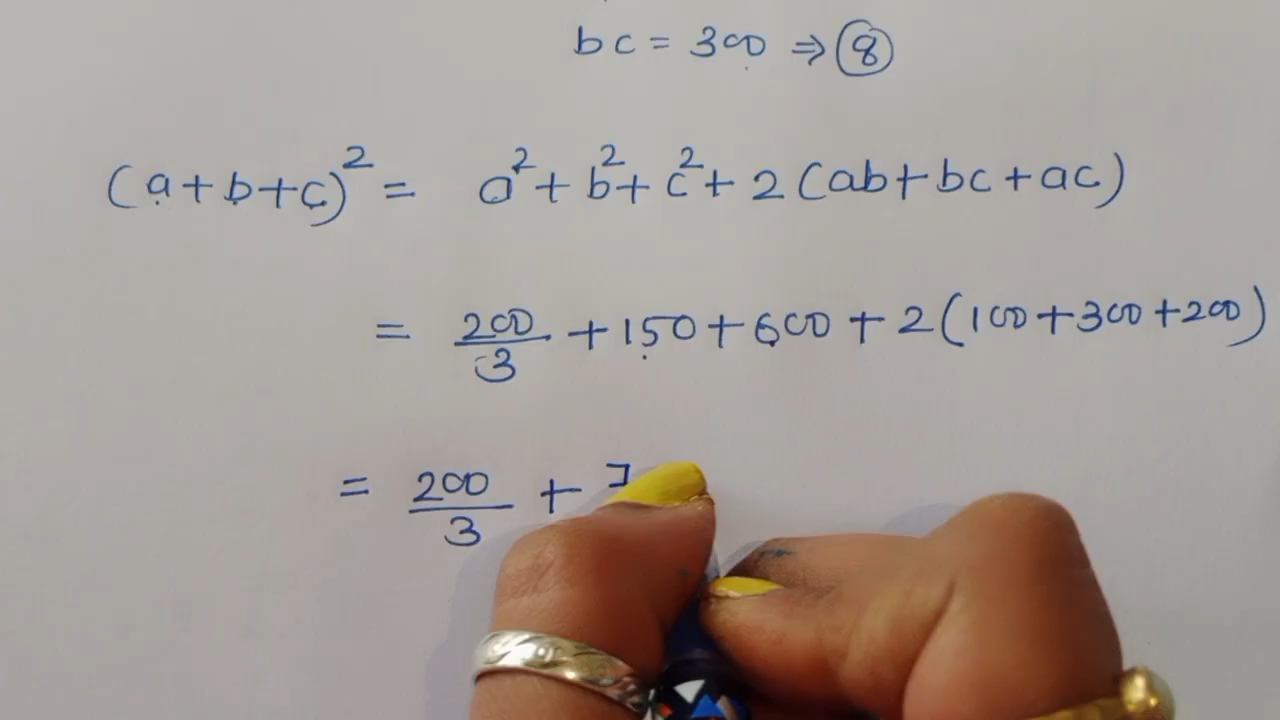 bc = 300 ⇒ ⑧
(a+b+c)² = a² + b² + c² + 2(ab+bc+ac)
= 200/3 + 150 + 600 + 2(100+300+200)
= 200/3 + 7